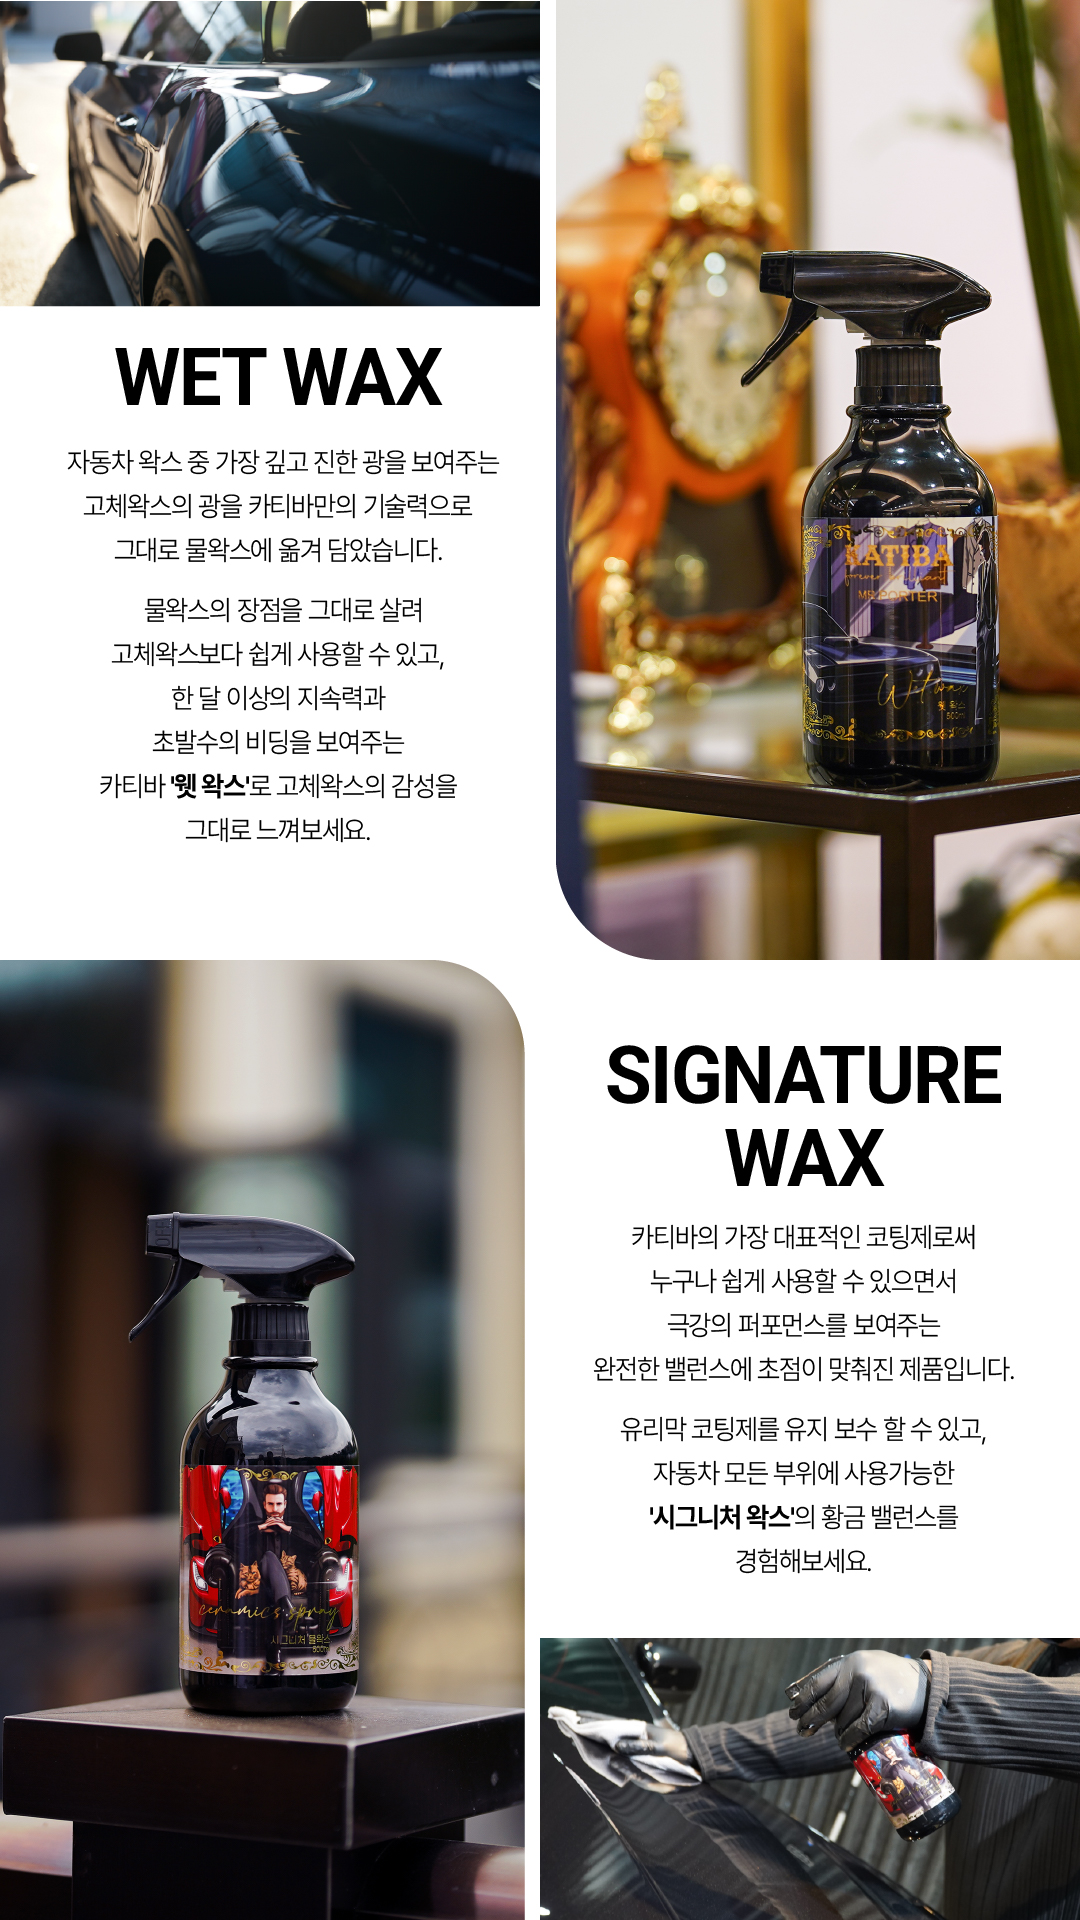 WET WAX
자동차 왁스 중 가장 깊고 진한 광을 보여주는
고체왁스의 광을 카티바만의 기술력으로
그대로 물왁스에 옮겨 담았습니다.
물왁스의 장점을 그대로 살려
고체왁스보다 쉽게 사용할 수 있고,
한 달 이상의 지속력과
초발수의 비딩을 보여주는
카티바 '웻 왁스'로 고체왁스의 감성을
그대로 느껴보세요.
KATIBA
forever brilliant
MR.PORTER
Wet wax
웻 왁스
500ml
SIGNATURE
WAX
카티바의 가장 대표적인 코팅제로써
누구나 쉽게 사용할 수 있으면서
극강의 퍼포먼스를 보여주는
완전한 밸런스에 초점이 맞춰진 제품입니다.
유리막 코팅제를 유지 보수 할 수 있고,
자동차 모든 부위에 사용가능한
'시그니처 왁스'의 황금 밸런스를
경험해보세요.
OFF
ceramics spray
시그니처 물왁스
500ml